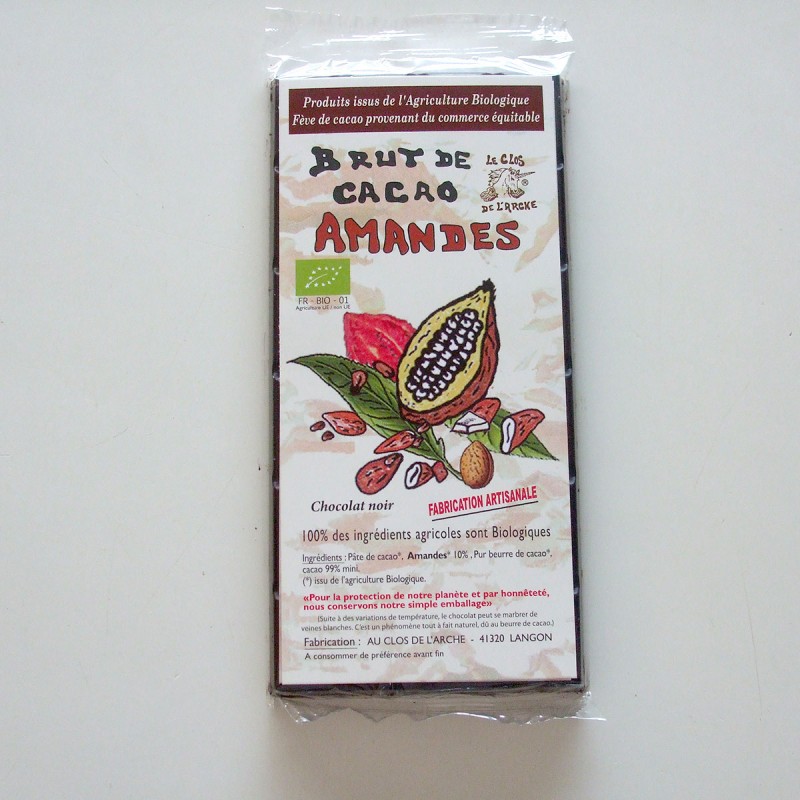 Produits issus de l'Agriculture Biologique
Fève de cacao provenant du commerce équitable
BRUT DE
CACAO
AMANDES
LE CLOS
®
DE L'ARCHE
FR - BIO - 01
Agriculture UE / non UE
Chocolat noir
FABRICATION ARTISANALE
100% des ingrédients agricoles sont Biologiques
Ingrédients : Pâte de cacao*, Amandes* 10% , Pur beurre de cacao*,
cacao 99% mini.
(*) issu de l'agriculture Biologique.
«Pour la protection de notre planète et par honnêteté,
nous conservons notre simple emballage»
(Suite à des variations de température, le chocolat peut se marbrer de
veines blanches. C'est un phénomène tout à fait naturel, dû au beurre de cacao.)
Fabrication : AU CLOS DE L'ARCHE - 41320 LANGON
A consommer de préférence avant fin